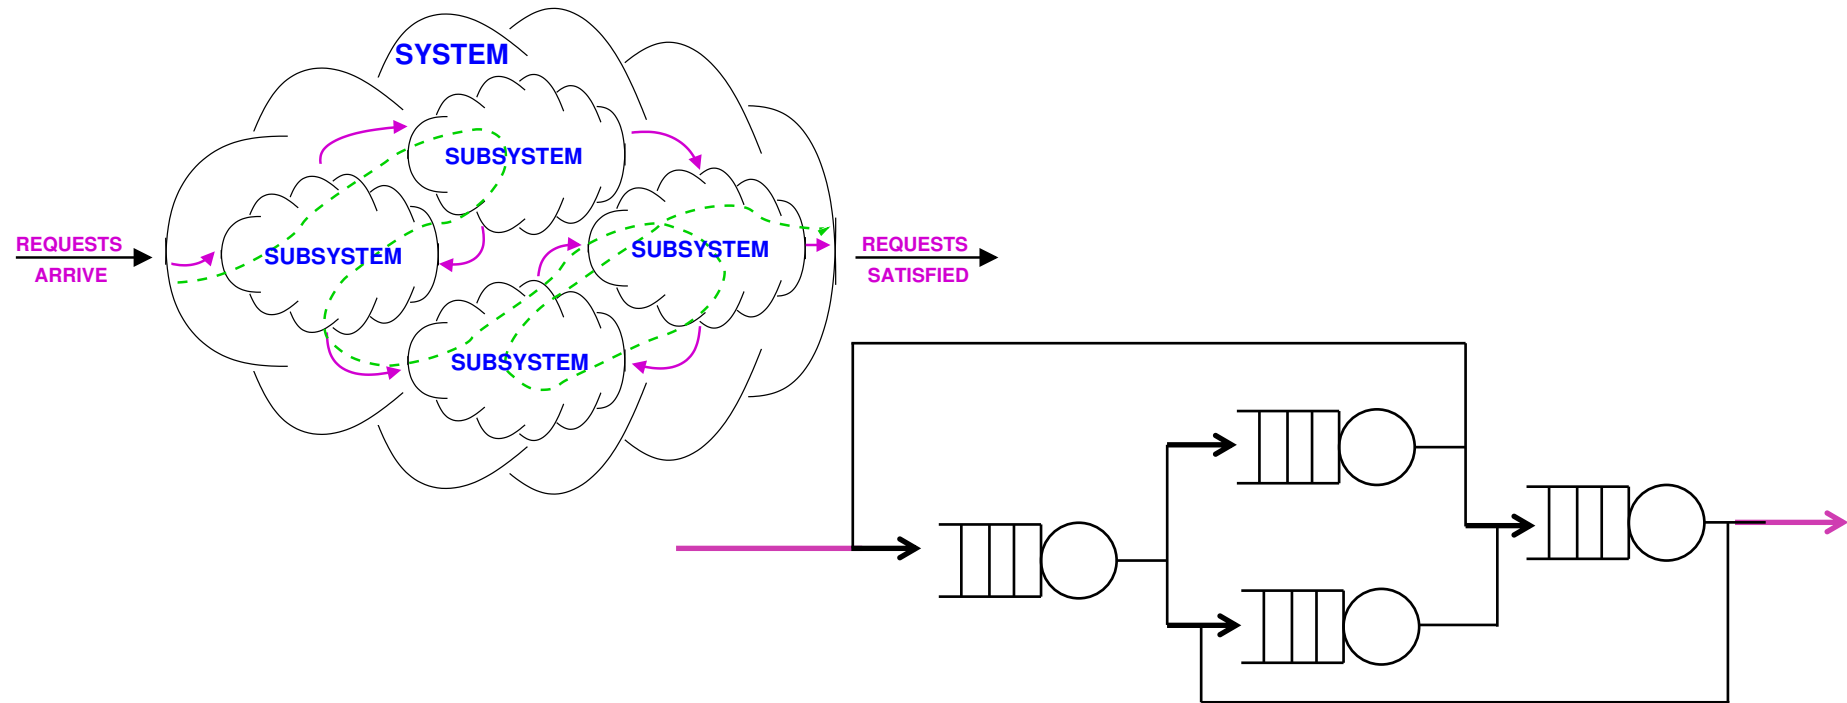 SYSTEM
SUBSYSTEM
REQUESTS
ARRIVE
SUBSYSTEM
SUBSYSTEM
REQUESTS
SATISFIED
SUBSYSTEM